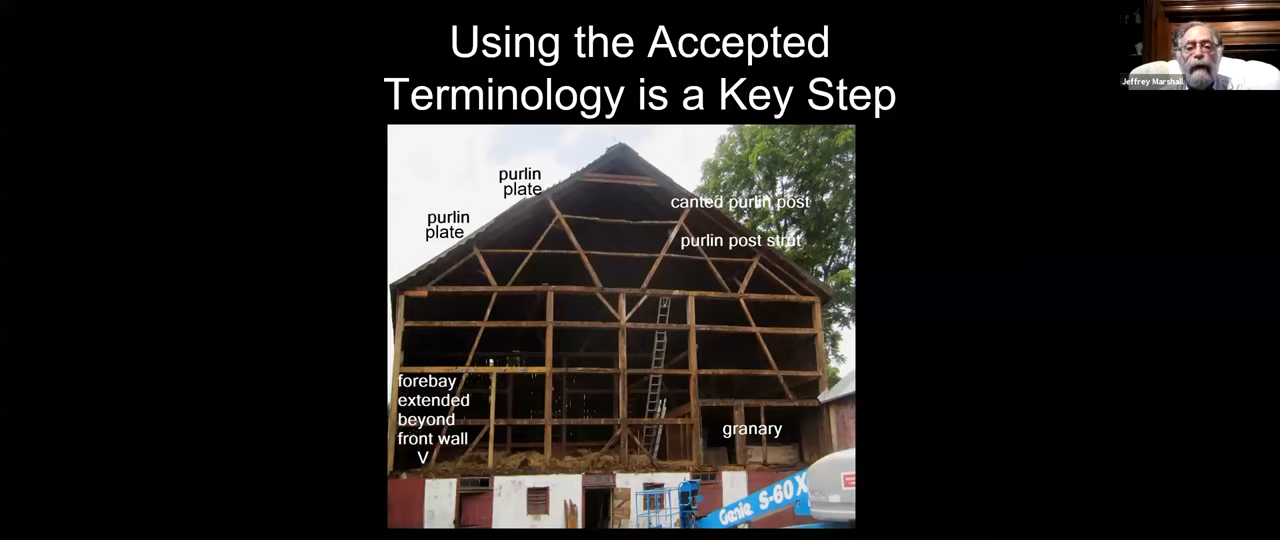 Using the Accepted
Terminology is a Key Step
Jeffrey Marshall
purlin
plate
canted purlin post
purlin
plate
purlin post strut
forebay
extended
beyond
front wall
V
granary
Genie S-60 X